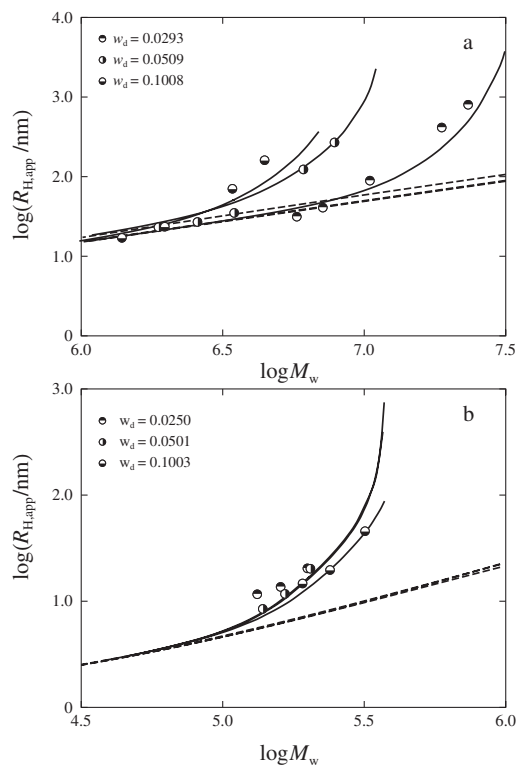 4.0
a
w_d = 0.0293
w_d = 0.0509
w_d = 0.1008
3.0
log(R_H,app /nm)
2.0
1.0
0
6.0 6.5 7.0 7.5
logM_w
3.0
b
w_d = 0.0250
w_d = 0.0501
w_d = 0.1003
2.0
log(R_H,app/nm)
1.0
0.0
4.5 5.0 5.5 6.0
logM_w